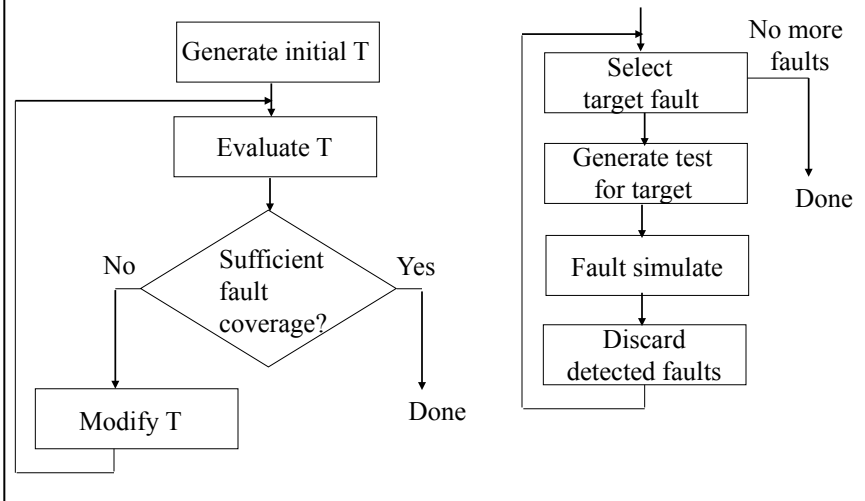 Generate initial T
Evaluate T
No
Sufficient
fault
coverage?
Yes
Modify T
Done
No more
faults
Select
target fault
Generate test
for target
Done
Fault simulate
Discard
detected faults